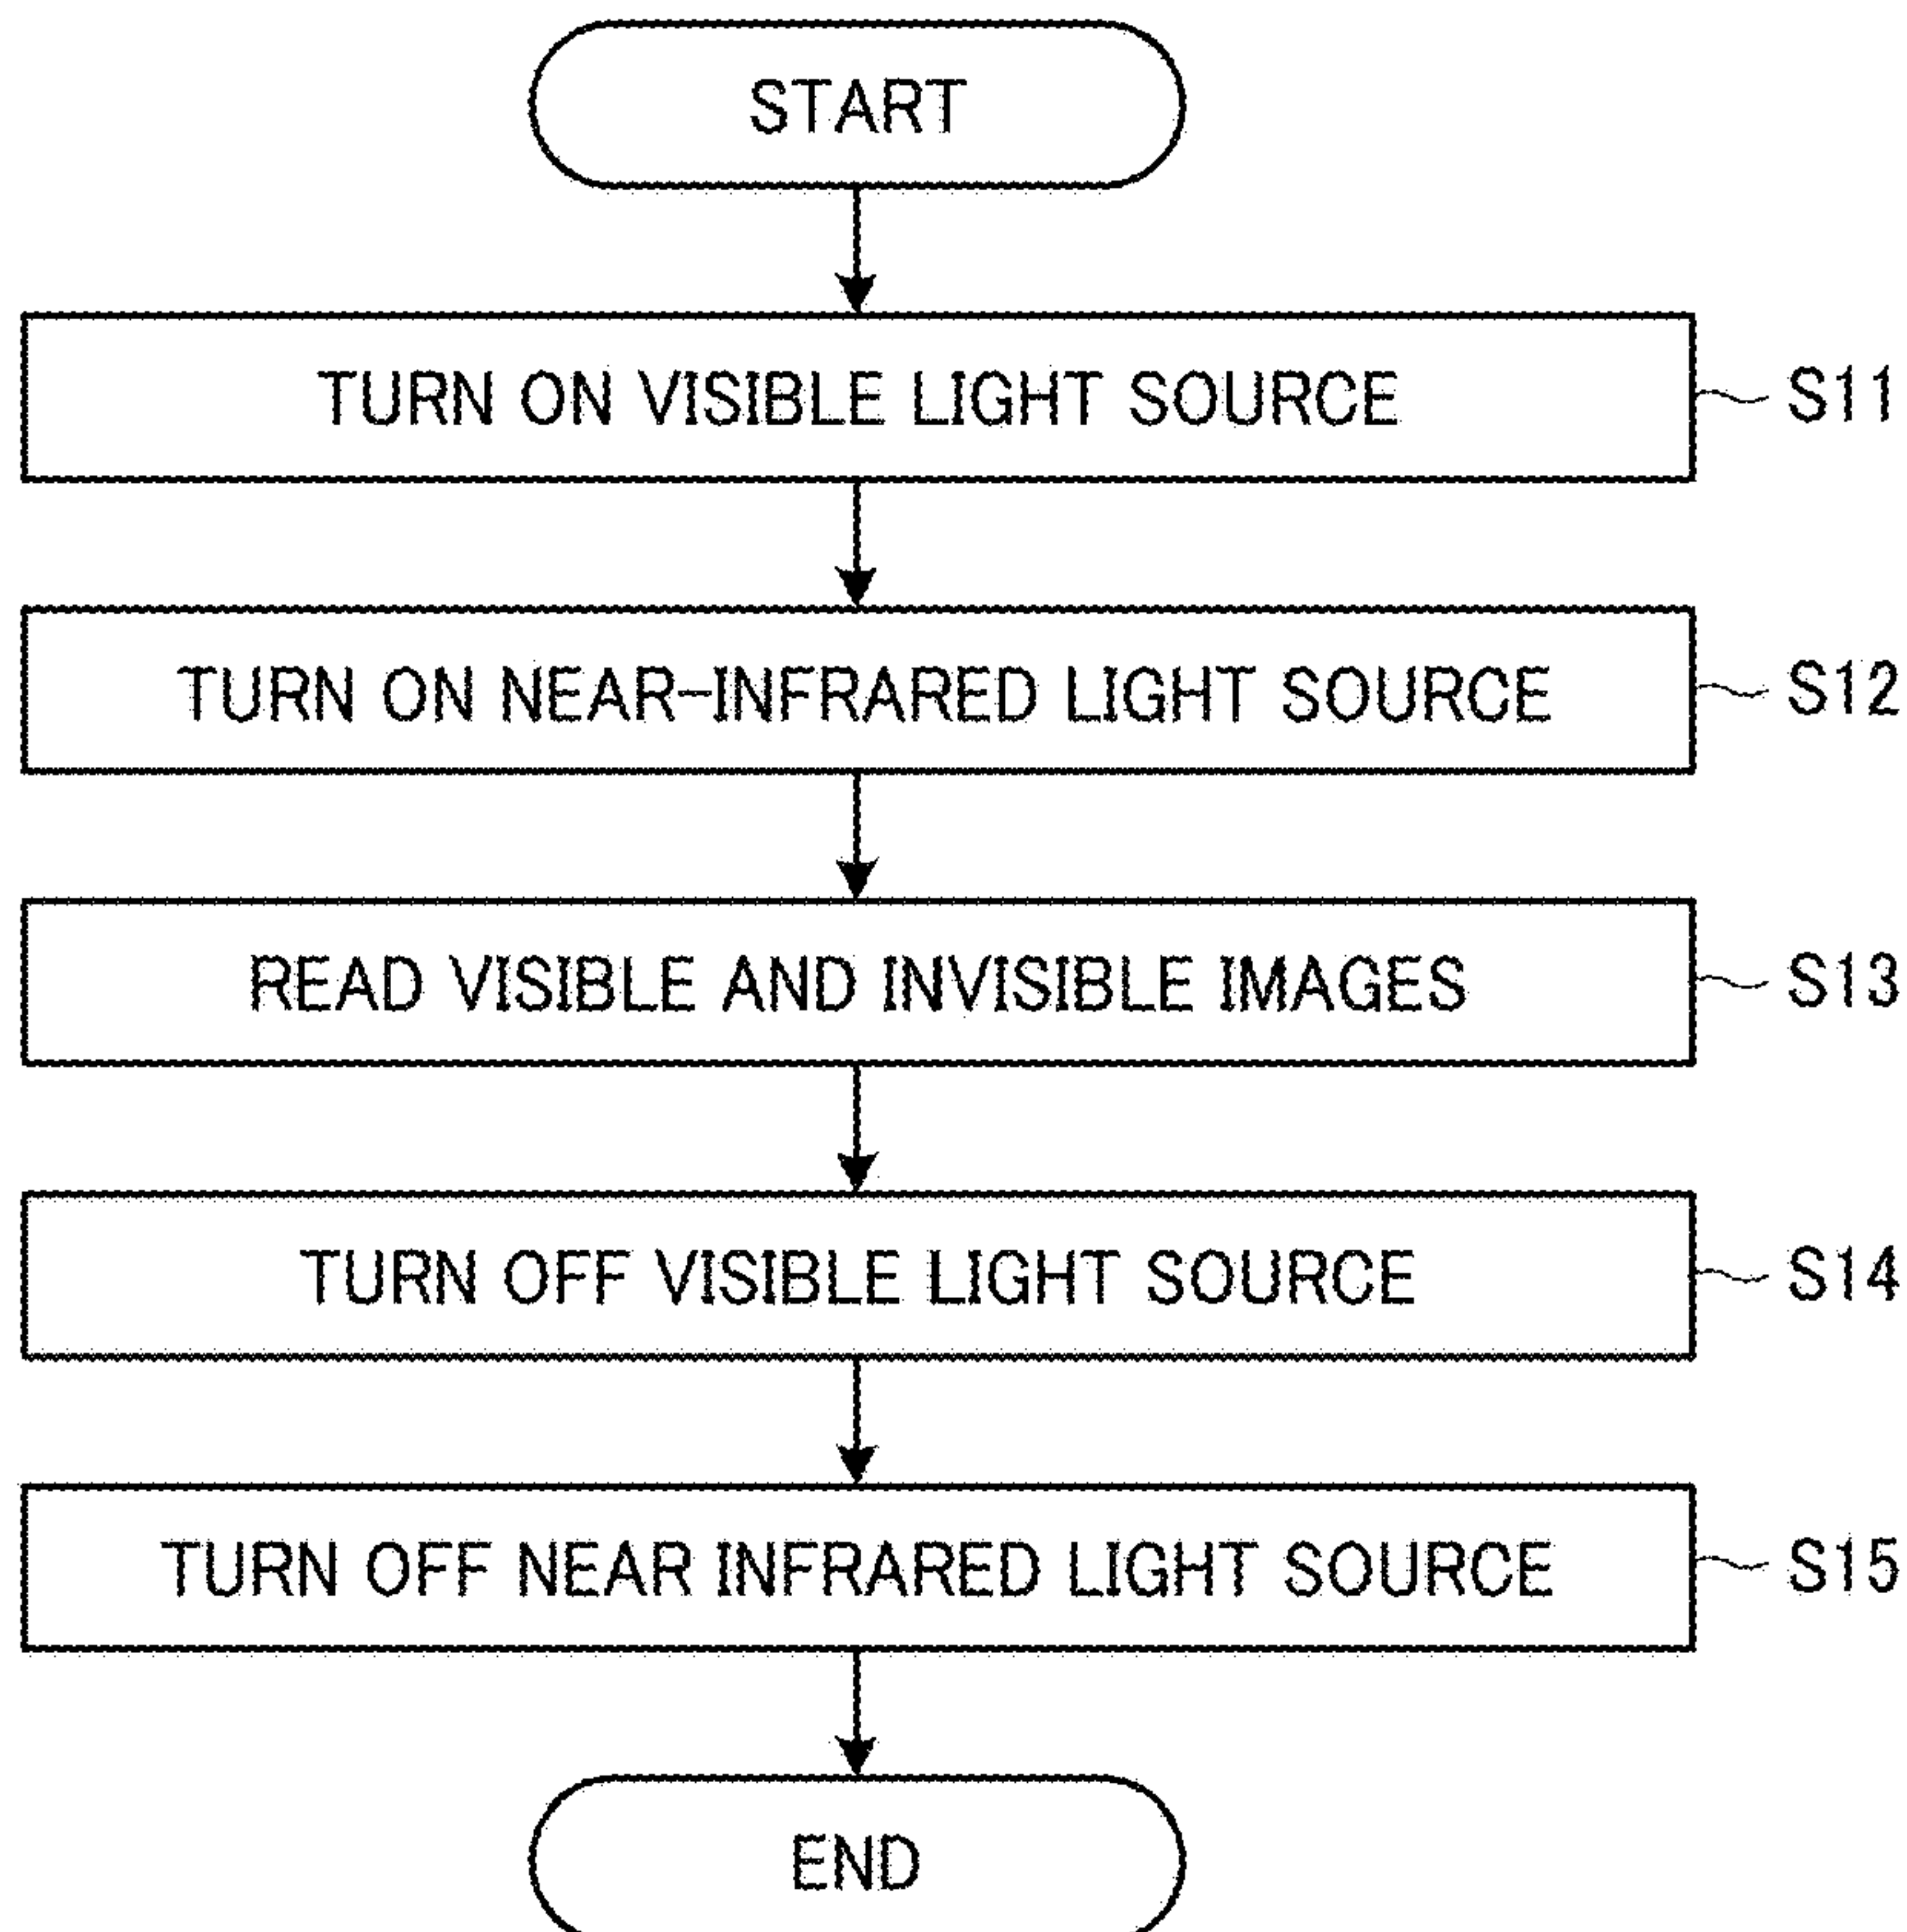 START
TURN ON VISIBLE LIGHT SOURCE S11
TURN ON NEAR-INFRARED LIGHT SOURCE S12
READ VISIBLE AND INVISIBLE IMAGES S13
TURN OFF VISIBLE LIGHT SOURCE S14
TURN OFF NEAR INFRARED LIGHT SOURCE S15
END